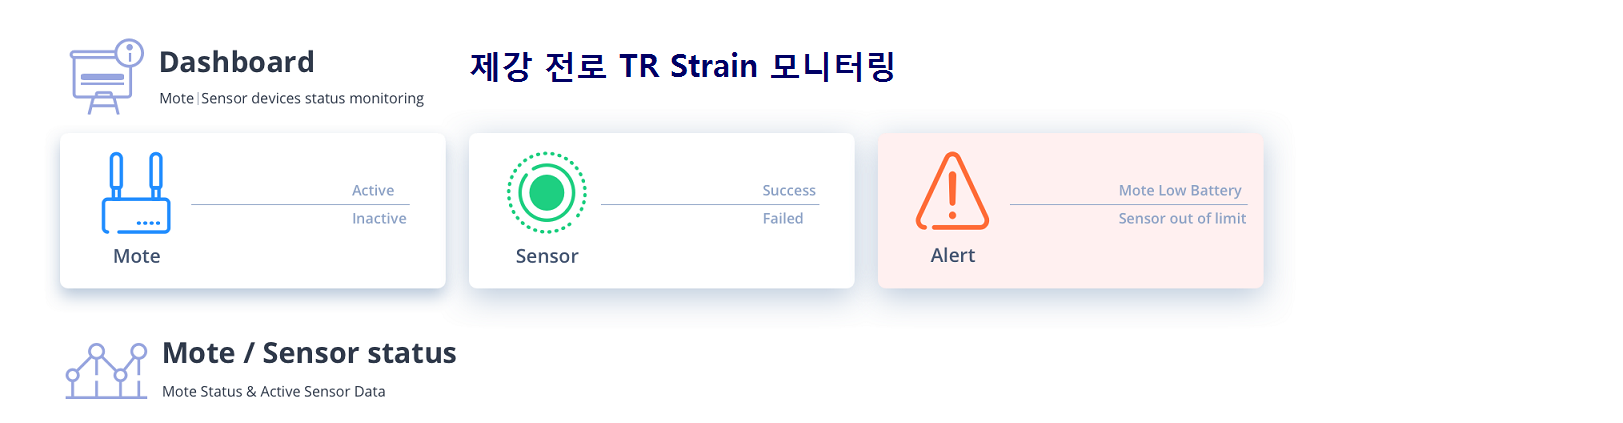 Dashboard
제강 전로 TR Strain 모니터링
Mote|Sensor devices status monitoring
Active
Inactive
Mote
Success
Failed
Sensor
Mote Low Battery
Sensor out of limit
Alert
Mote / Sensor status
Mote Status & Active Sensor Data